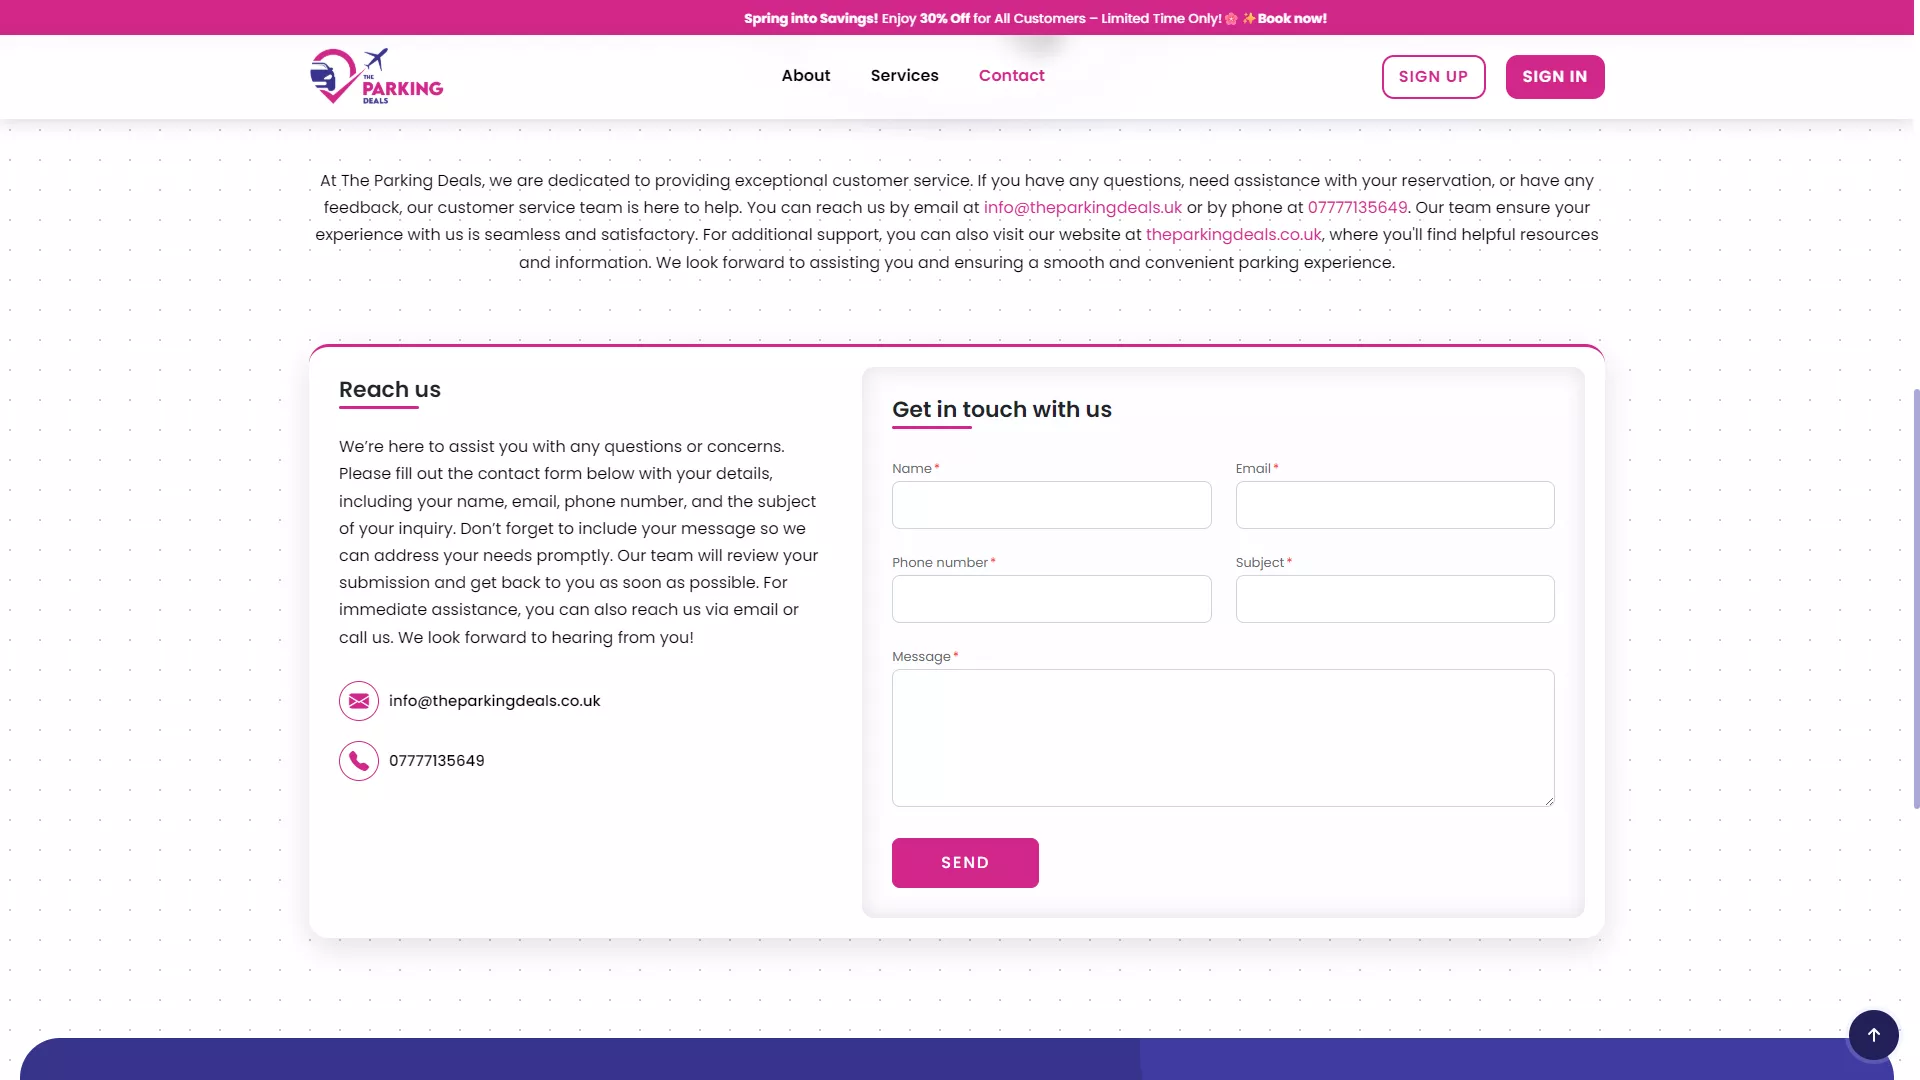 Spring into Savings! Enjoy 30% Off for All Customers – Limited Time Only! 🌸 ✨ Book now!
THE
PARKING
DEALS
About
Services
Contact
SIGN UP
SIGN IN
At The Parking Deals, we are dedicated to providing exceptional customer service. If you have any questions, need assistance with your reservation, or have any
feedback, our customer service team is here to help. You can reach us by email at info@theparkingdeals.uk or by phone at 07777135649. Our team ensure your
experience with us is seamless and satisfactory. For additional support, you can also visit our website at theparkingdeals.co.uk, where you'll find helpful resources
and information. We look forward to assisting you and ensuring a smooth and convenient parking experience.
Reach us
We’re here to assist you with any questions or concerns.
Please fill out the contact form below with your details,
including your name, email, phone number, and the subject
of your inquiry. Don’t forget to include your message so we
can address your needs promptly. Our team will review your
submission and get back to you as soon as possible. For
immediate assistance, you can also reach us via email or
call us. We look forward to hearing from you!
info@theparkingdeals.co.uk
07777135649
Get in touch with us
Name*
Email*
Phone number*
Subject*
Message*
SEND